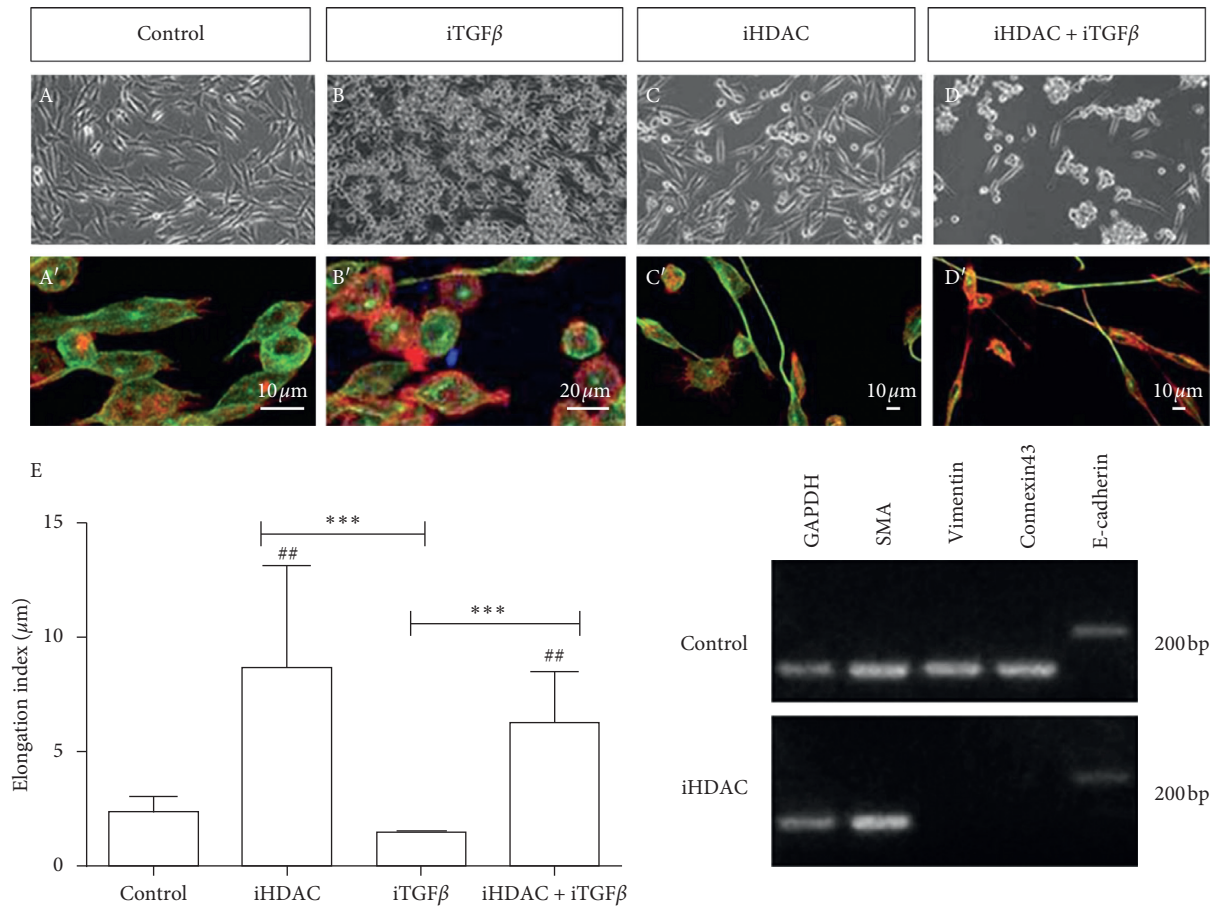 Control
iTGFβ
iHDAC
iHDAC + iTGFβ
A
B
C
D
A′
B′
C′
D′
10 μm
20 μm
10 μm
10 μm
E
Elongation index (μm)
15
10
5
0
***
##
***
##
Control
iHDAC
iTGFβ
iHDAC + iTGFβ
GAPDH
SMA
Vimentin
Connexin43
E-cadherin
Control
200 bp
iHDAC
200 bp